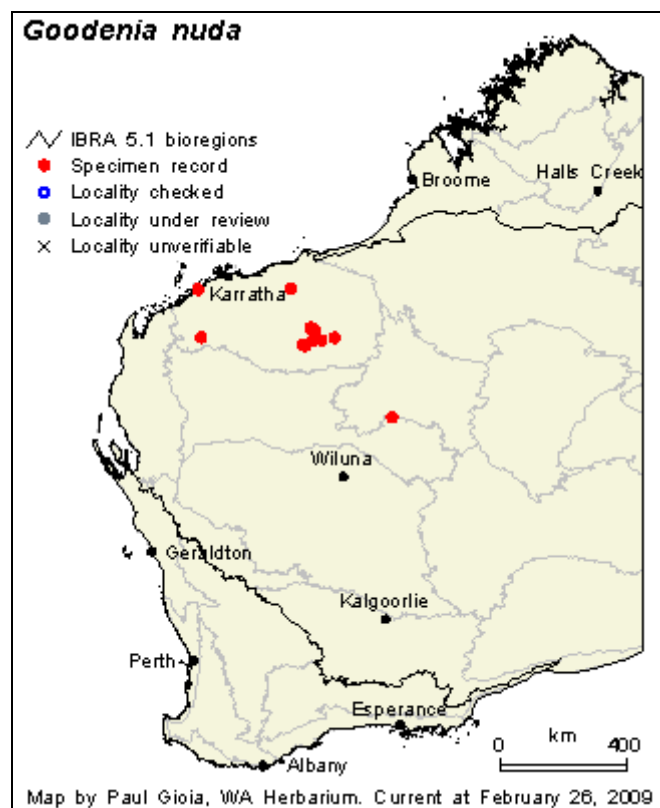 Goodenia nuda
IBRA 5.1 bioregions
Specimen record
Locality checked
Locality under review
Locality unverifiable
Broome
Halls Creek
Karratha
Wiluna
Geraldton
Kalgoorlie
Perth
Esperance
Albany
km
0 400
Map by Paul Gioia, WA Herbarium. Current at February 26, 2009